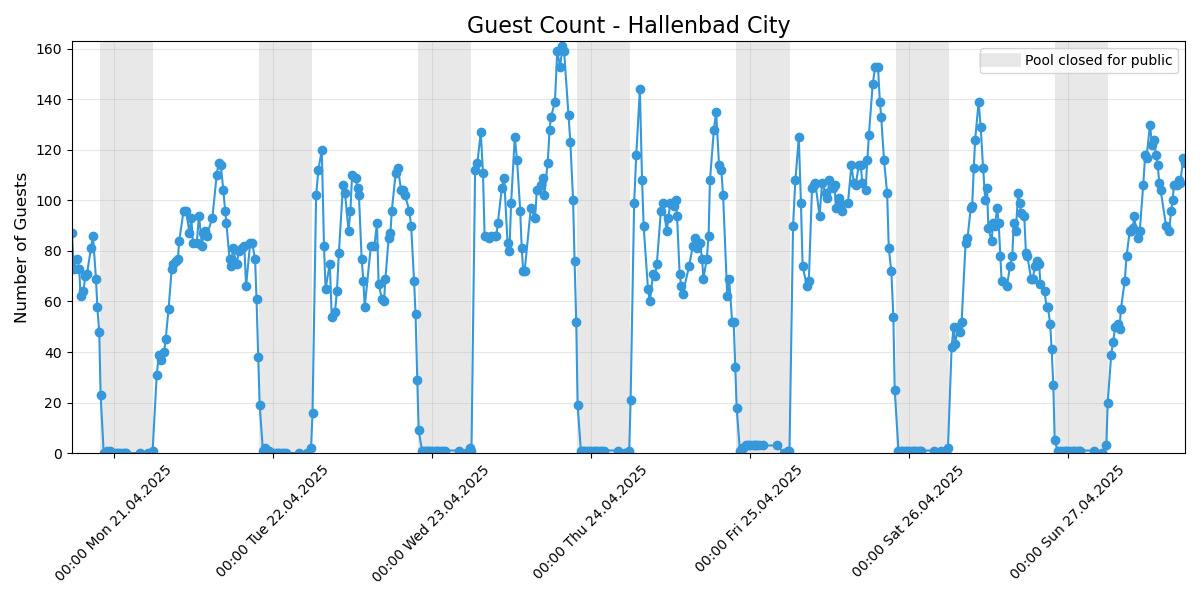 Guest Count - Hallenbad City
Pool closed for public
Number of Guests
160
140
120
100
80
60
40
20
0
00:00 Mon 21.04.2025
00:00 Tue 22.04.2025
00:00 Wed 23.04.2025
00:00 Thu 24.04.2025
00:00 Fri 25.04.2025
00:00 Sat 26.04.2025
00:00 Sun 27.04.2025